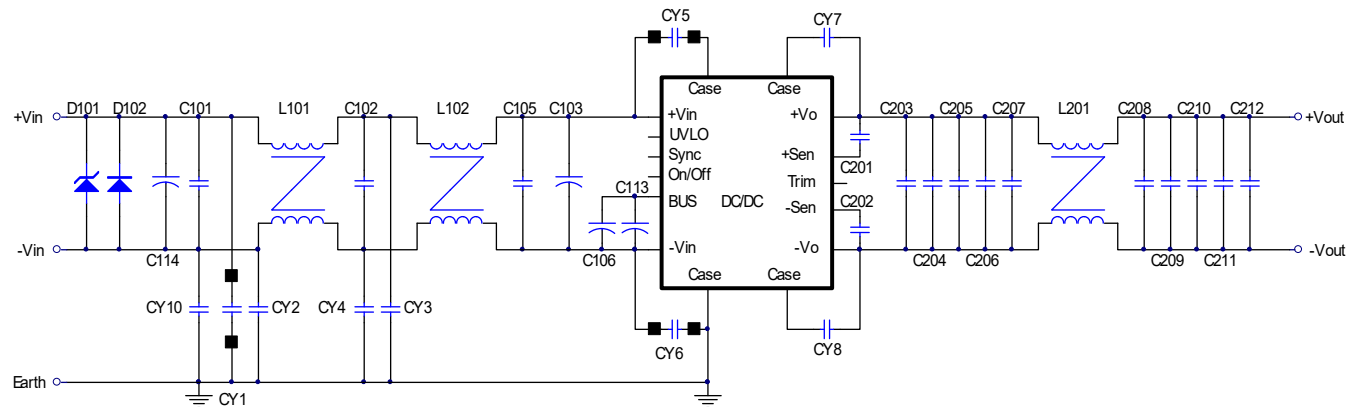 CY5
CY7
Case
Case
D101
D102
C101
L101
C102
L102
C105
C103
C203
C205
C207
L201
C208
C210
C212
+Vin
+Vin
+Vo
+Vout
UVLO
Sync
+Sen
C201
On/Off
Trim
C113
BUS
DC/DC
-Sen
C202
-Vin
-Vin
-Vo
-Vout
C114
C106
C204
C206
C209
C211
Case
Case
CY10
CY2
CY4
CY3
CY6
CY8
Earth
CY1